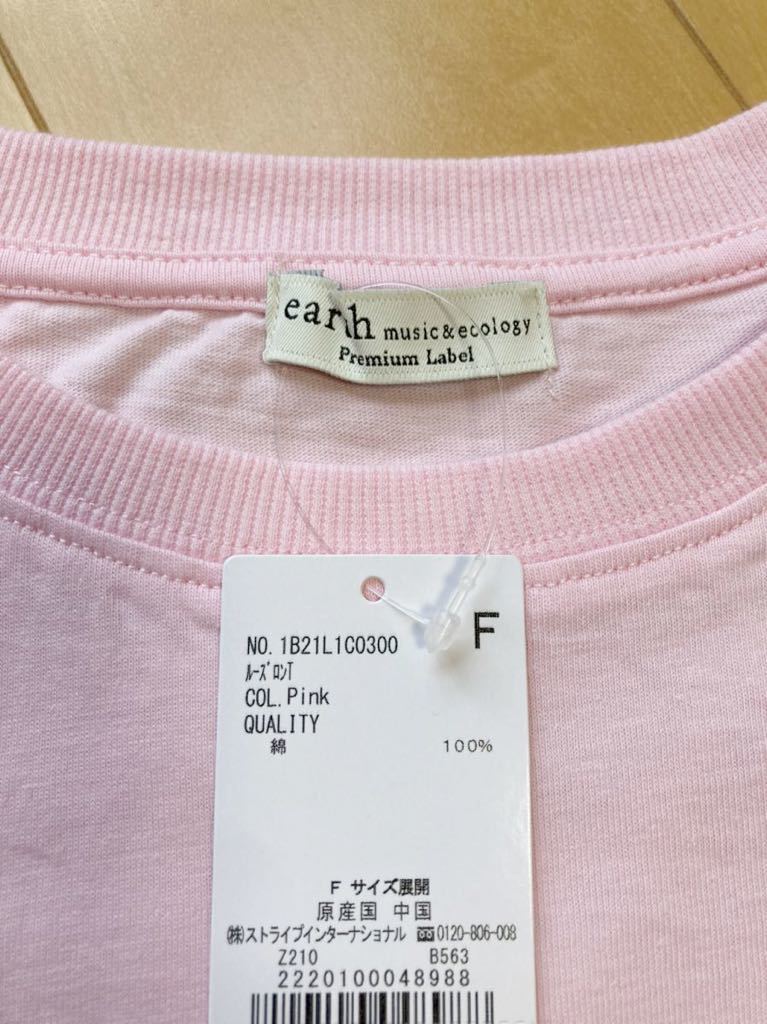 earth music&ecology
Premium Label
F
NO. 1B21L1C0300
ﾙｰｽﾞﾛﾝT
COL.Pink
QUALITY
綿 100%
F サイズ展開
原産国 中国
㈱ストライプインターナショナル 0120-806-008
Z210 B563
2220100048988